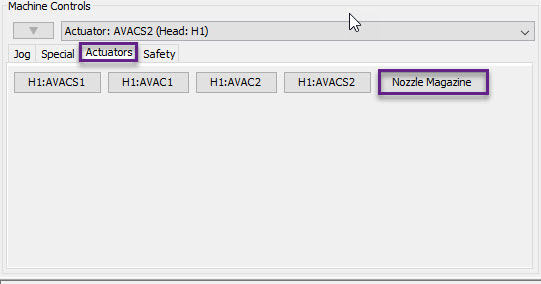 Machine Controls
Actuator: AVACS2 (Head: H1)
Jog Special Actuators Safety
H1:AVACS1 H1:AVAC1 H1:AVAC2 H1:AVACS2 Nozzle Magazine